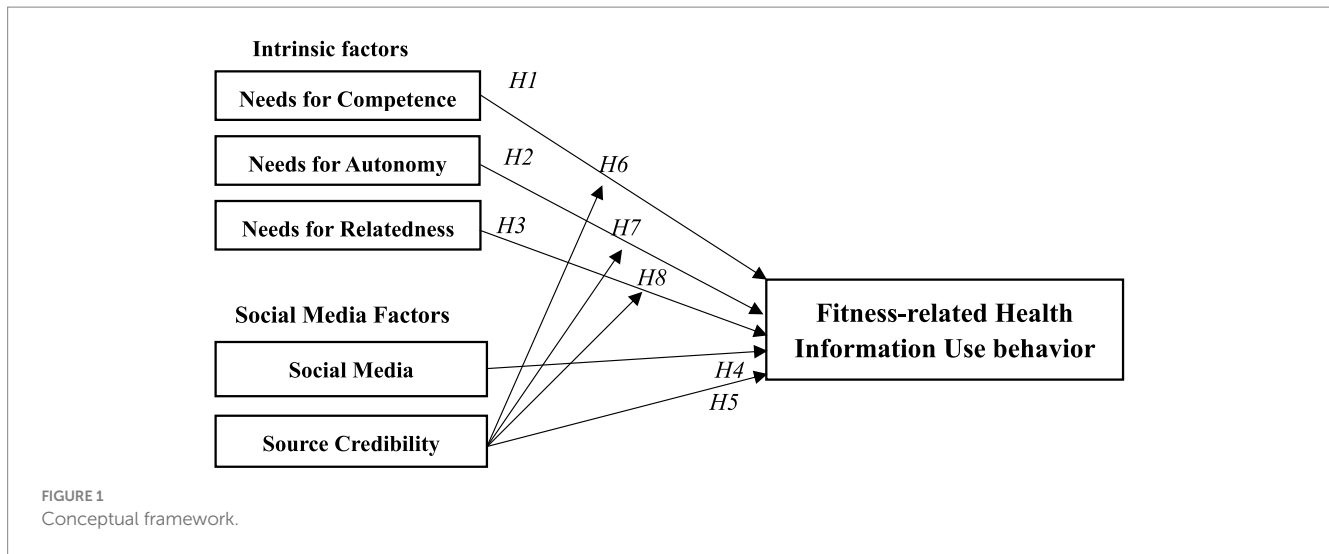 Intrinsic factors
Needs for Competence
Needs for Autonomy
Needs for Relatedness
Social Media Factors
Social Media
Source Credibility
H1
H2
H3
H6
H7
H8
H4
H5
Fitness-related Health
Information Use behavior
FIGURE 1
Conceptual framework.